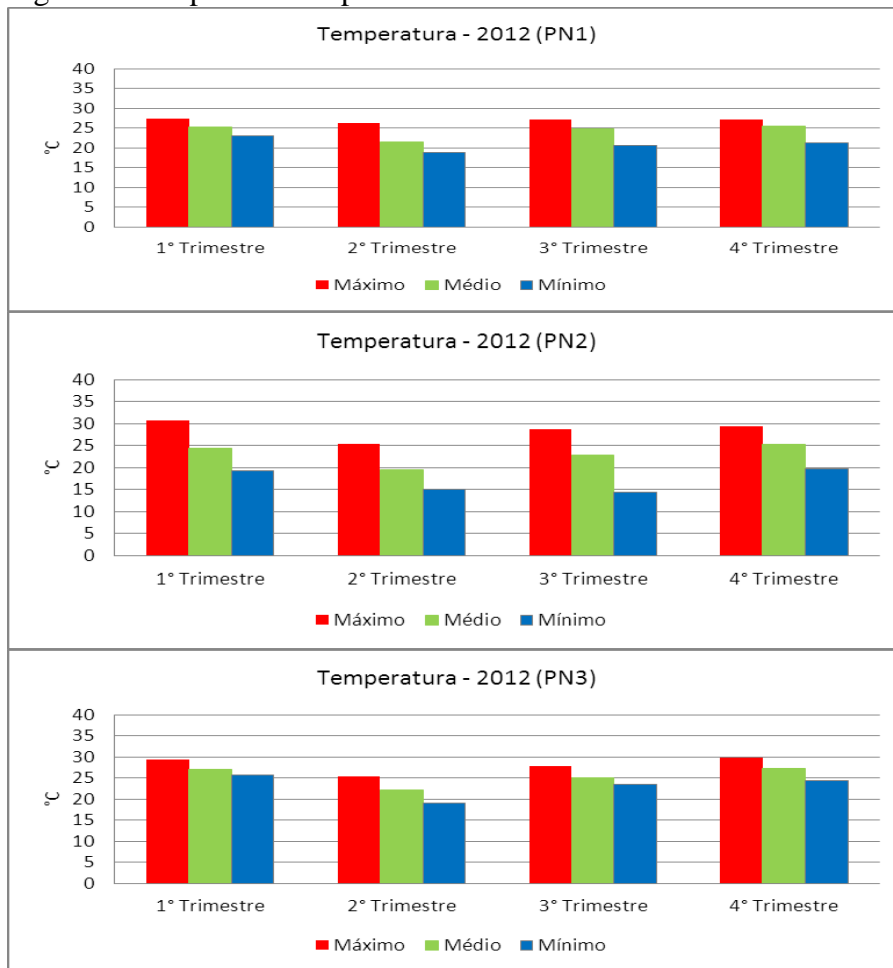 Temperatura - 2012 (PN1)
40
35
30
25
20
15
10
5
0
°C
1° Trimestre 2° Trimestre 3° Trimestre 4° Trimestre
Máximo Médio Mínimo
Temperatura - 2012 (PN2)
40
35
30
25
20
15
10
5
0
°C
1° Trimestre 2° Trimestre 3° Trimestre 4° Trimestre
Máximo Médio Mínimo
Temperatura - 2012 (PN3)
40
35
30
25
20
15
10
5
0
°C
1° Trimestre 2° Trimestre 3° Trimestre 4° Trimestre
Máximo Médio Mínimo